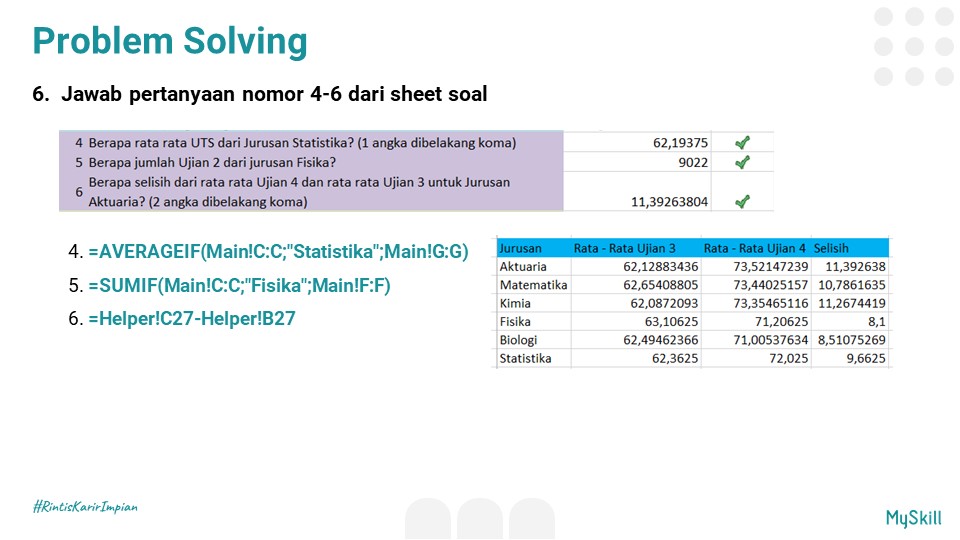 Problem Solving
6. Jawab pertanyaan nomor 4-6 dari sheet soal
4 Berapa rata rata UTS dari Jurusan Statistika? (1 angka dibelakang koma) 62,19375
5 Berapa jumlah Ujian 2 dari jurusan Fisika? 9022
6 Berapa selisih dari rata rata Ujian 4 dan rata rata Ujian 3 untuk Jurusan
Aktuaria? (2 angka dibelakang koma) 11,39263804
4. =AVERAGEIF(Main!C:C;"Statistika";Main!G:G)
5. =SUMIF(Main!C:C;"Fisika";Main!F:F)
6. =Helper!C27-Helper!B27
Jurusan Rata - Rata Ujian 3 Rata - Rata Ujian 4 Selisih
Aktuaria 62,12883436 73,52147239 11,392638
Matematika 62,65408805 73,44025157 10,7861635
Kimia 62,0872093 73,35465116 11,2674419
Fisika 63,10625 71,20625 8,1
Biologi 62,49462366 71,00537634 8,51075269
Statistika 62,3625 72,025 9,6625
#RintisKarirImpian
MySkill